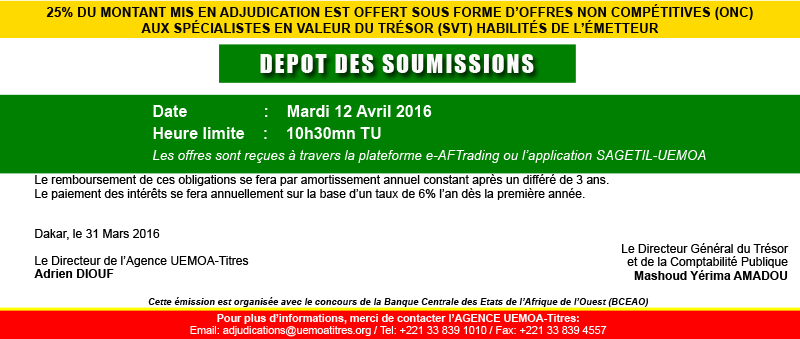 25% DU MONTANT MIS EN ADJUDICATION EST OFFERT SOUS FORME D’OFFRES NON COMPÉTITIVES (ONC)
AUX SPÉCIALISTES EN VALEUR DU TRÉSOR (SVT) HABILITÉS DE L’ÉMETTEUR
DEPOT DES SOUMISSIONS
Date : Mardi 12 Avril 2016
Heure limite : 10h30mn TU
Les offres sont reçues à travers la plateforme e-AFTrading ou l’application SAGETIL-UEMOA
Le remboursement de ces obligations se fera par amortissement annuel constant après un différé de 3 ans.
Le paiement des intérêts se fera annuellement sur la base d’un taux de 6% l’an dès la première année.
Dakar, le 31 Mars 2016
Le Directeur de l’Agence UEMOA-Titres
Adrien DIOUF
Le Directeur Général du Trésor
et de la Comptabilité Publique
Mashoud Yérima AMADOU
Cette émission est organisée avec le concours de la Banque Centrale des Etats de l’Afrique de l’Ouest (BCEAO)
Pour plus d’informations, merci de contacter l’AGENCE UEMOA-Titres:
Email: adjudications@uemoatitres.org / Tel: +221 33 839 1010 / Fax: +221 33 839 4557